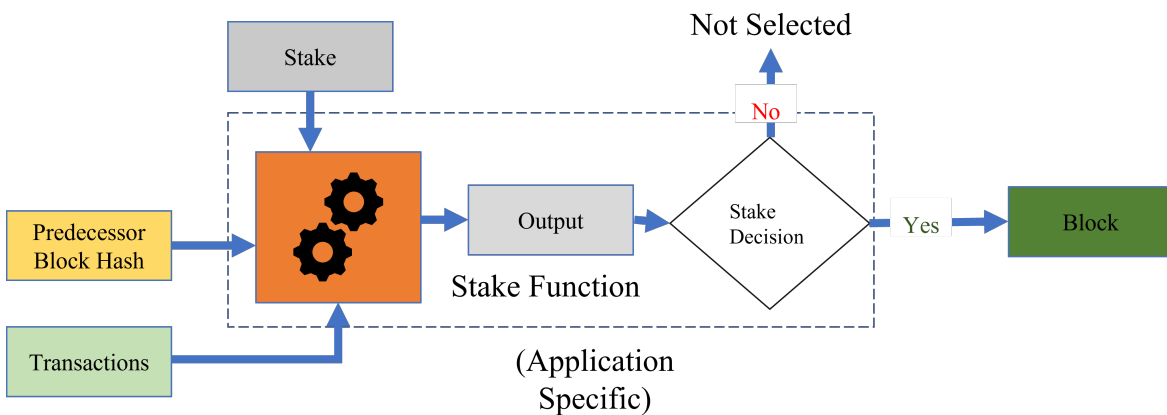 Not Selected
Stake
No
Predecessor
Block Hash
Output
Stake
Decision
Yes
Block
Stake Function
Transactions
(Application
Specific)